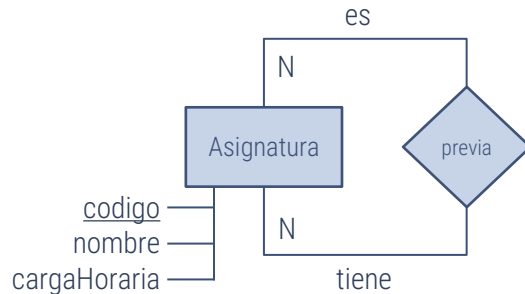 es
N
Asignatura
previa
codigo
N
nombre
cargaHoraria
tiene